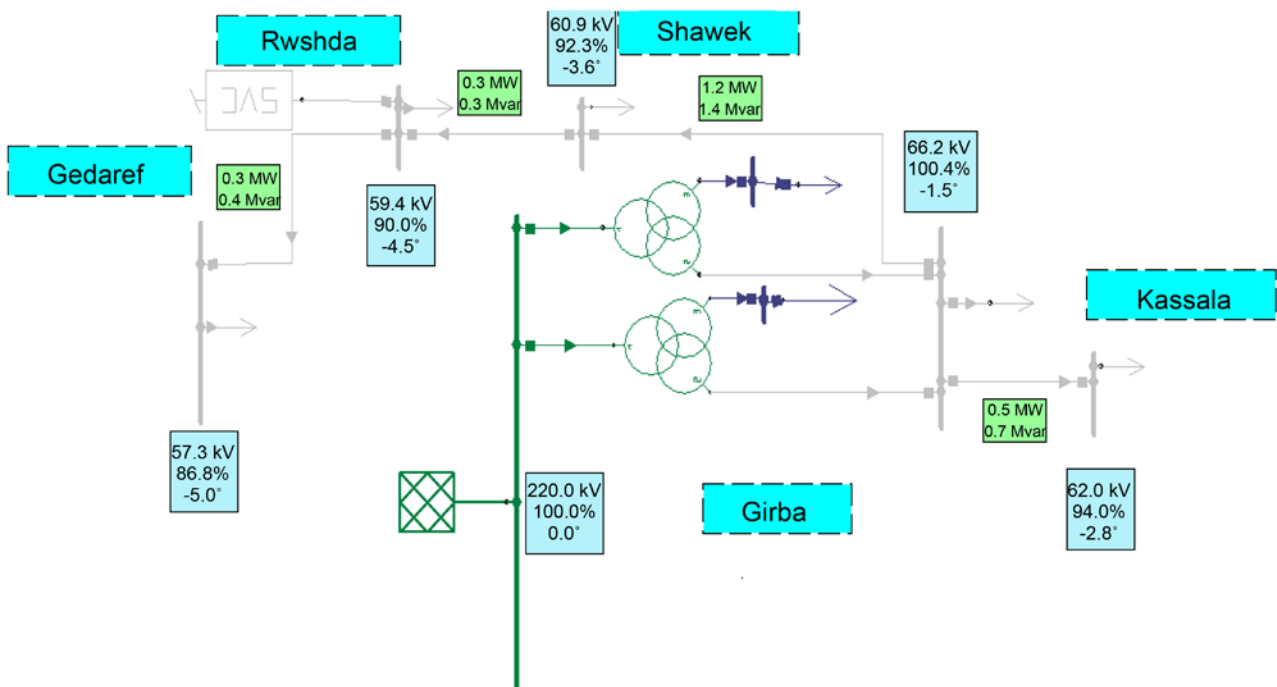 60.9 kV
92.3%
-3.6°
Shawek
Rwshda
SVC
0.3 MW
0.3 Mvar
1.2 MW
1.4 Mvar
66.2 kV
100.4%
-1.5°
Gedaref
0.3 MW
0.4 Mvar
59.4 kV
90.0%
-4.5°
Kassala
0.5 MW
0.7 Mvar
57.3 kV
86.8%
-5.0°
220.0 kV
100.0%
0.0°
Girba
62.0 kV
94.0%
-2.8°